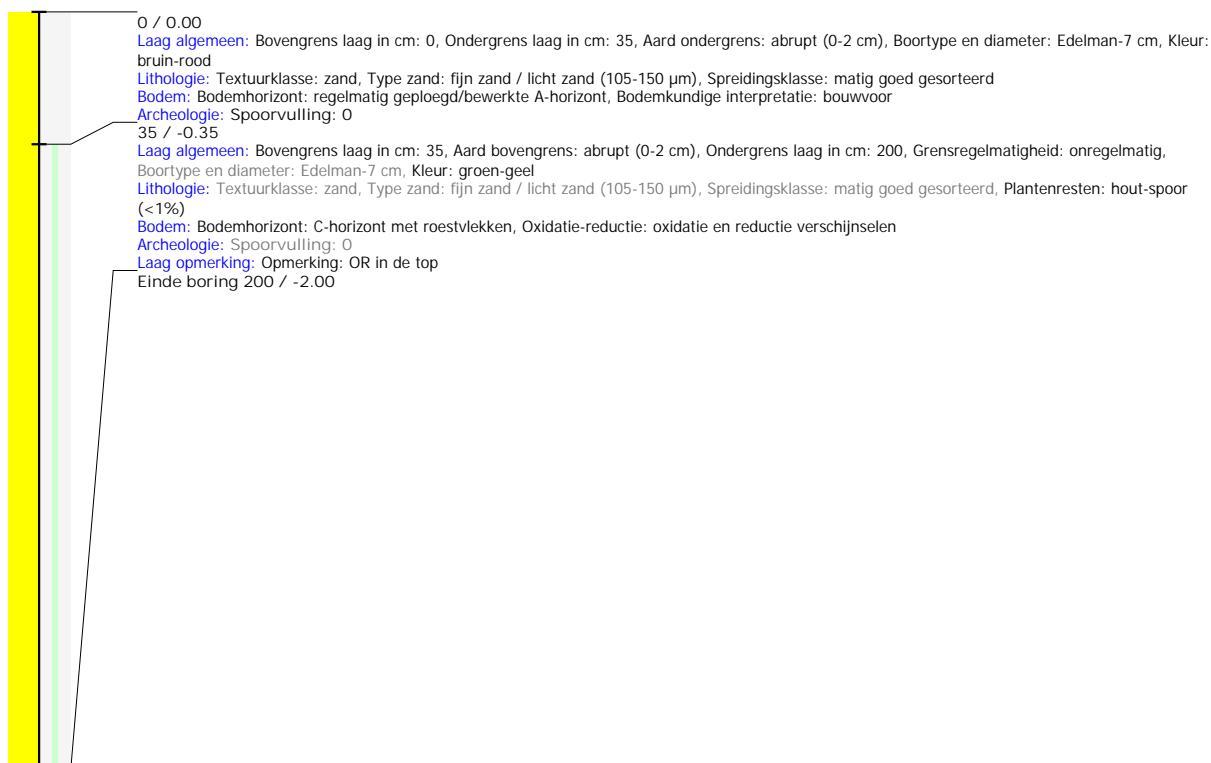 0 / 0.00
Laag algemeen: Bovengrens laag in cm: 0, Ondergrens laag in cm: 35, Aard ondergrens: abrupt (0-2 cm), Boortype en diameter: Edelman-7 cm, Kleur:
bruin-rood
Lithologie: Textuurklasse: zand, Type zand: fijn zand / licht zand (105-150 µm), Spreidingsklasse: matig goed gesorteerd
Bodem: Bodemhorizont: regelmatig geploegd/bewerkte A-horizont, Bodemkundige interpretatie: bouwvoor
Archeologie: Spoorvulling: 0
35 / -0.35
Laag algemeen: Bovengrens laag in cm: 35, Aard bovengrens: abrupt (0-2 cm), Ondergrens laag in cm: 200, Grensregelmatigheid: onregelmatig,
Boortype en diameter: Edelman-7 cm, Kleur: groen-geel
Lithologie: Textuurklasse: zand, Type zand: fijn zand / licht zand (105-150 µm), Spreidingsklasse: matig goed gesorteerd, Plantenresten: hout-spoor
(<1%)
Bodem: Bodemhorizont: C-horizont met roestvlekken, Oxidatie-reductie: oxidatie en reductie verschijnselen
Archeologie: Spoorvulling: 0
Laag opmerking: Opmerking: OR in de top
Einde boring 200 / -2.00